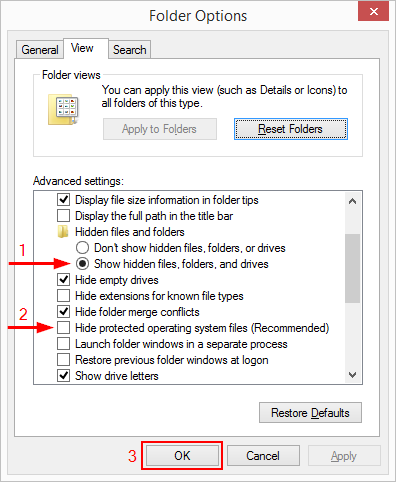 Folder Options
General View Search
Folder views
You can apply this view (such as Details or Icons) to
all folders of this type.
Apply to Folders Reset Folders
Advanced settings:
Display file size information in folder tips
Display the full path in the title bar
Hidden files and folders
1 Don't show hidden files, folders, or drives
Show hidden files, folders, and drives
Hide empty drives
Hide extensions for known file types
2 Hide folder merge conflicts
Hide protected operating system files (Recommended)
Launch folder windows in a separate process
Restore previous folder windows at logon
Show drive letters
Restore Defaults
3 OK Cancel Apply